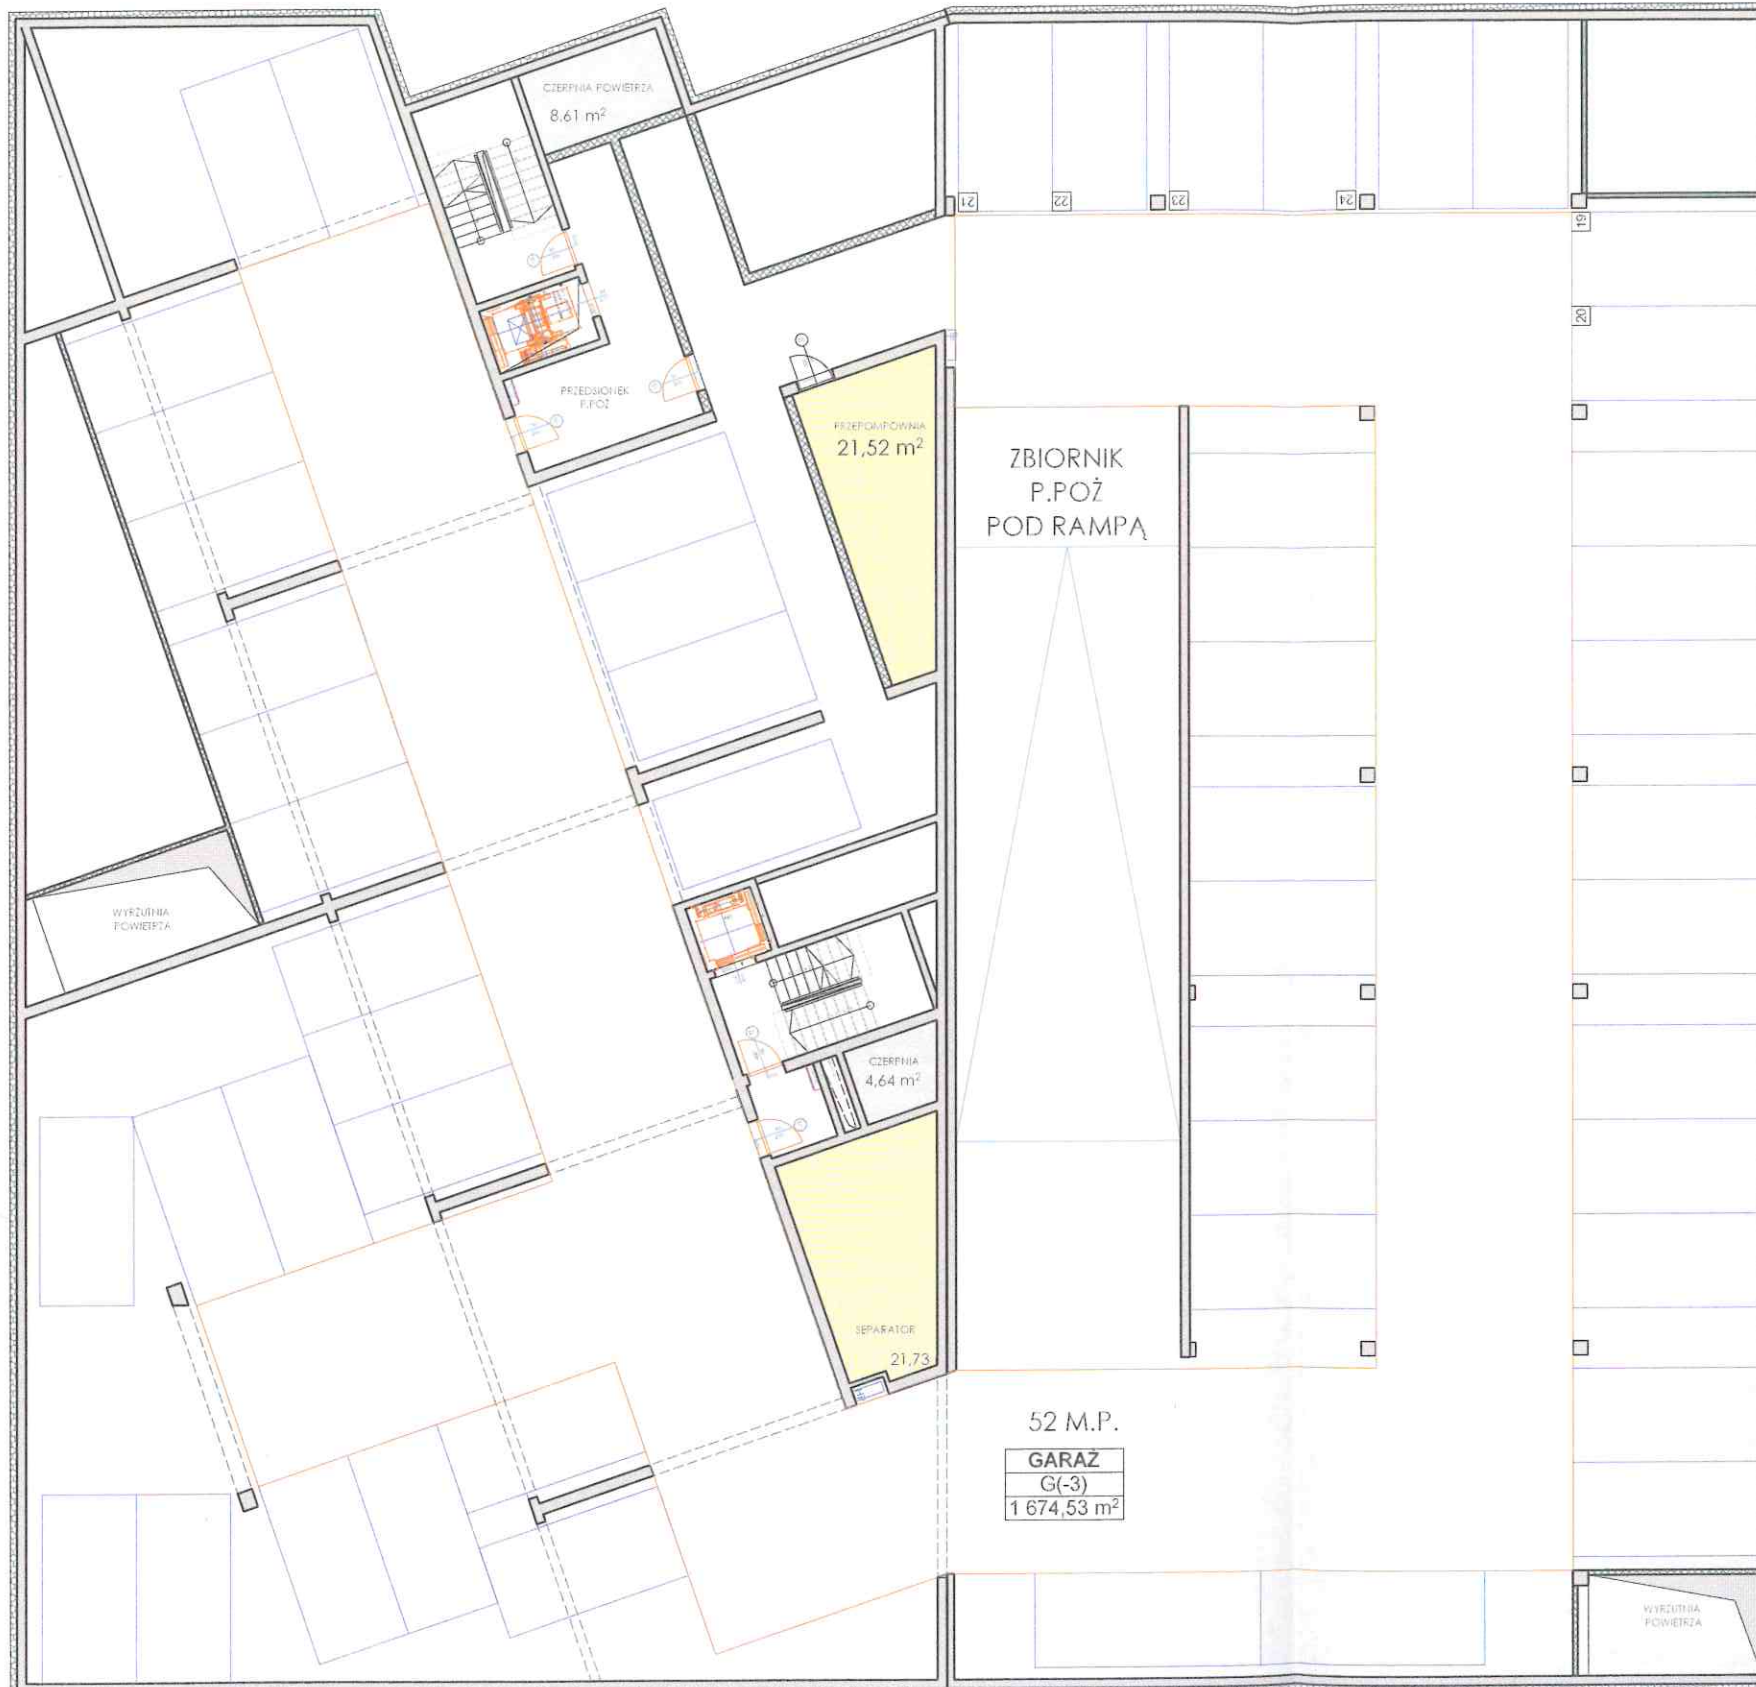 CZERPNIA POWIETRZA
8.61 m²
21
22
23
24
19
20
PRZEDSIONEK
P.POŻ
PRZEPOMPOWNIA
21,52 m²
ZBIORNIK
P.POŻ
POD RAMPĄ
WYRZUTNIA
POWIETRZA
CZERPNIA
4,64 m²
SEPARATOR
21,73
52 M.P.
GARAŻ
G(-3)
1 674,53 m²
WYRZUTNIA
POWIETRZA